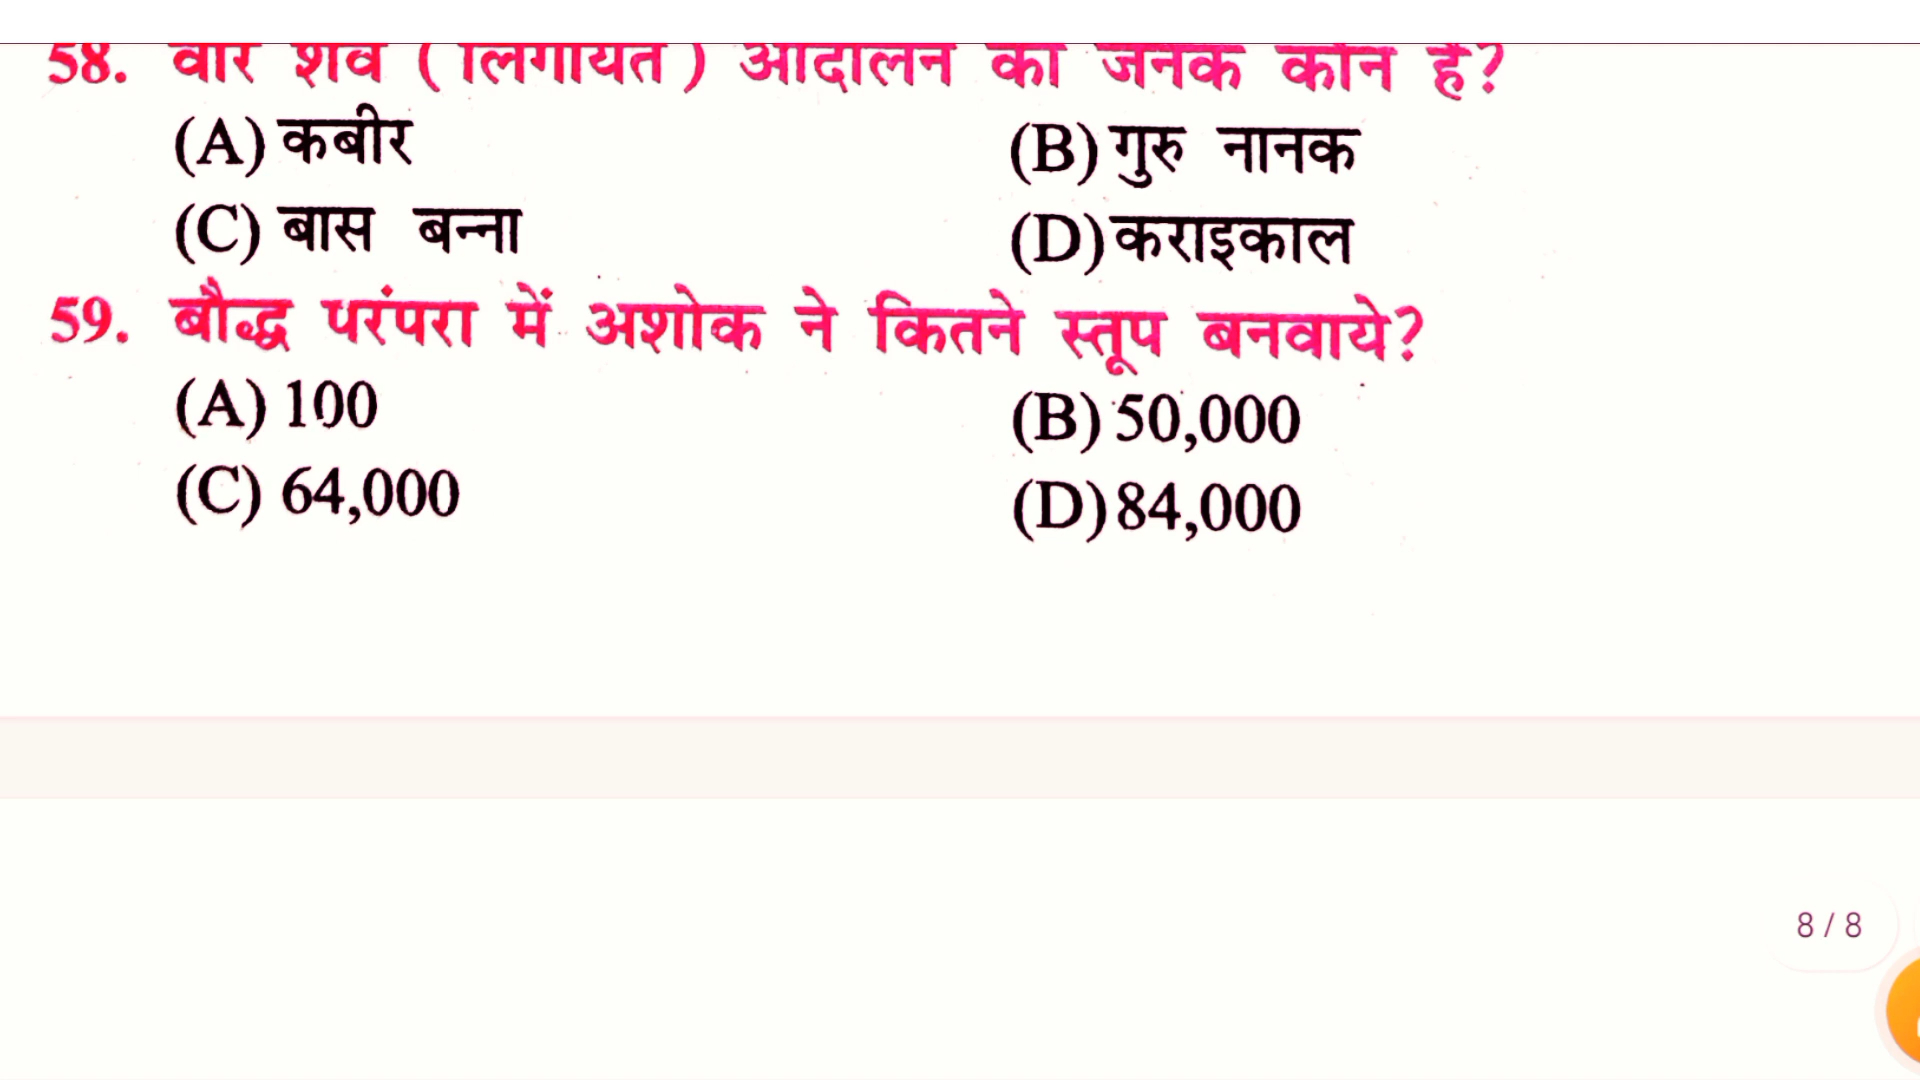 58. वीर शैव (लिंगायत) आंदोलन का जनक कौन है?
(A) कबीर (B) गुरु नानक
(C) बास बन्ना (D) कराइकाल
59. बौद्ध परंपरा में अशोक ने कितने स्तूप बनवाये?
(A) 100 (B) 50,000
(C) 64,000 (D) 84,000
8 / 8